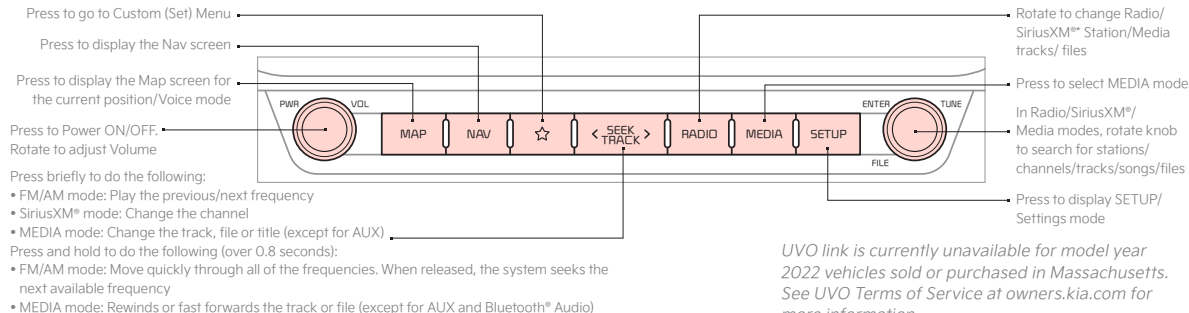 Press to go to Custom (Set) Menu
Press to display the Nav screen
Press to display the Map screen for
the current position/Voice mode
Press to Power ON/OFF.
Rotate to adjust Volume
PWR
VOL
MAP
NAV
< SEEK >
TRACK
RADIO
MEDIA
SETUP
ENTER
TUNE
FILE
Rotate to change Radio/
SiriusXM®* Station/Media
tracks/ files
Press to select MEDIA mode
In Radio/SiriusXM®/
Media modes, rotate knob
to search for stations/
channels/tracks/songs/files
Press to display SETUP/
Settings mode
Press briefly to do the following:
• FM/AM mode: Play the previous/next frequency
• SiriusXM® mode: Change the channel
• MEDIA mode: Change the track, file or title (except for AUX)
Press and hold to do the following (over 0.8 seconds):
• FM/AM mode: Move quickly through all of the frequencies. When released, the system seeks the
next available frequency
• MEDIA mode: Rewinds or fast forwards the track or file (except for AUX and Bluetooth® Audio)
UVO link is currently unavailable for model year
2022 vehicles sold or purchased in Massachusetts.
See UVO Terms of Service at owners.kia.com for
more information